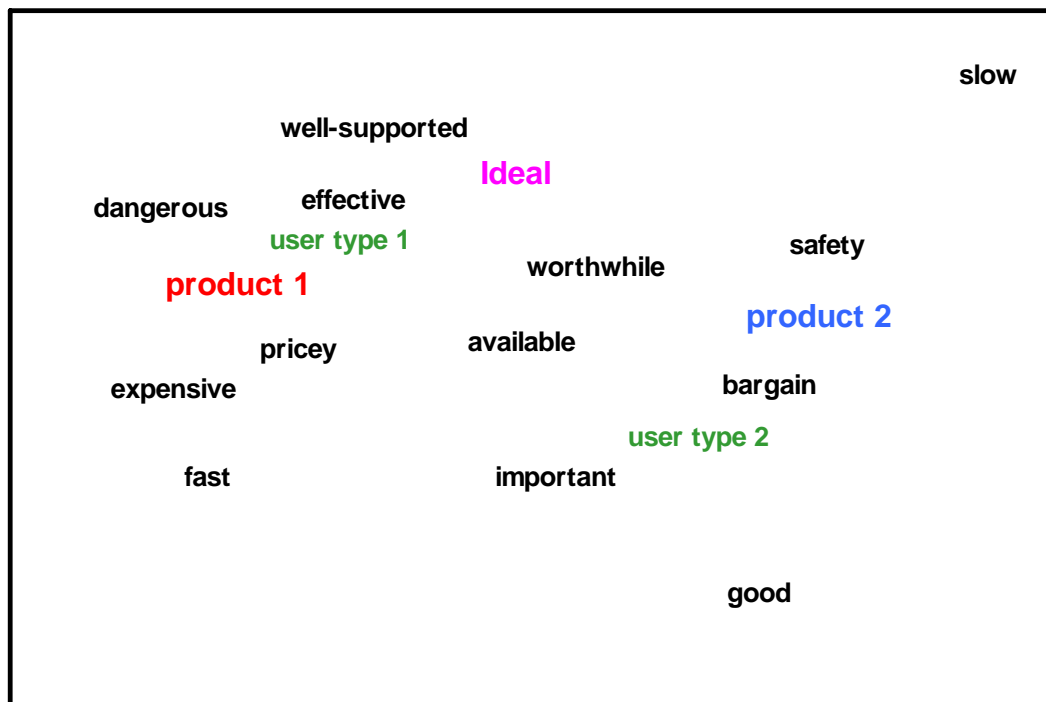 slow
well-supported
Ideal
effective
dangerous
user type 1
safety
worthwhile
product 1
product 2
available
pricey
bargain
expensive
user type 2
fast
important
good